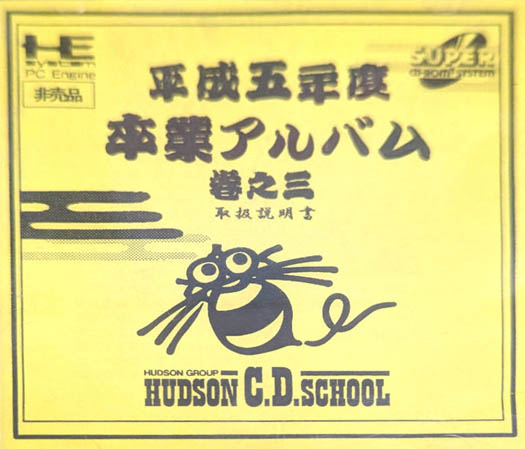 HE
System
PC Engine
非売品
SUPER
CD-ROM² SYSTEM
平成五年度
卒業アルバム
巻之三
取扱説明書
HUDSON GROUP
HUDSON C.D.SCHOOL